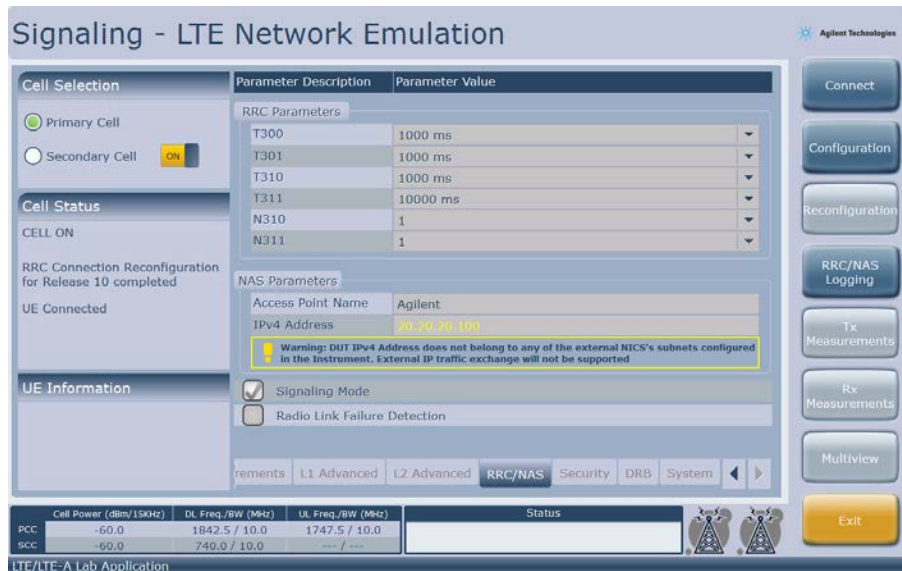 Signaling - LTE Network Emulation
Agilent Technologies
Cell Selection
Primary Cell
Secondary Cell ON
Cell Status
CELL ON
RRC Connection Reconfiguration
for Release 10 completed
UE Connected
UE Information
Parameter Description Parameter Value
RRC Parameters
T300 1000 ms
T301 1000 ms
T310 1000 ms
T311 10000 ms
N310 1
N311 1
NAS Parameters
Access Point Name Agilent
IPv4 Address 20.20.20.100
Warning: DUT IPv4 Address does not belong to any of the external NICS's subnets configured
in the Instrument. External IP traffic exchange will not be supported
Signaling Mode
Radio Link Failure Detection
rements L1 Advanced L2 Advanced RRC/NAS Security DRB System
Connect
Configuration
Reconfiguration
RRC/NAS
Logging
Tx
Measurements
Rx
Measurements
Multiview
Exit
Cell Power (dBm/15KHz) DL Freq./BW (MHz) UL Freq./BW (MHz) Status
PCC -60.0 1842.5 / 10.0 1747.5 / 10.0
SCC -60.0 740.0 / 10.0 --- / ---
LTE/LTE-A Lab Application